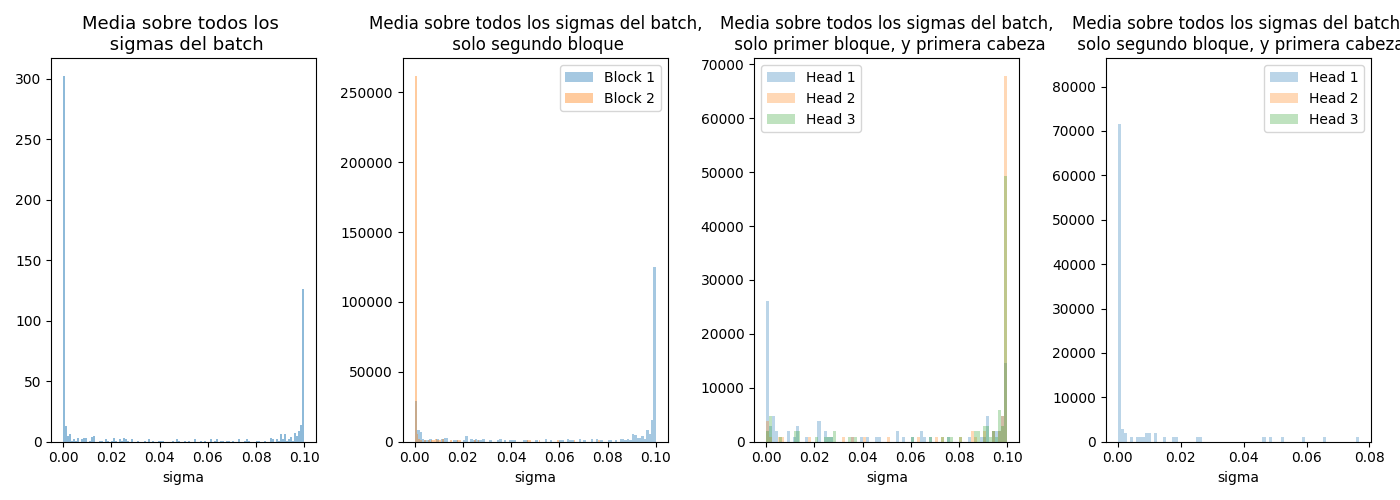 Media sobre todos los
sigmas del batch
300
250
200
150
100
50
0
0.00 0.02 0.04 0.06 0.08 0.10
sigma
Media sobre todos los sigmas del batch,
solo segundo bloque
Block 1
Block 2
250000
200000
150000
100000
50000
0
0.00 0.02 0.04 0.06 0.08 0.10
sigma
Media sobre todos los sigmas del batch,
solo primer bloque, y primera cabeza
Head 1
Head 2
Head 3
70000
60000
50000
40000
30000
20000
10000
0
0.00 0.02 0.04 0.06 0.08 0.10
sigma
Media sobre todos los sigmas del batch
solo segundo bloque, y primera cabeza
Head 1
Head 2
Head 3
80000
70000
60000
50000
40000
30000
20000
10000
0
0.00 0.02 0.04 0.06 0.08
sigma